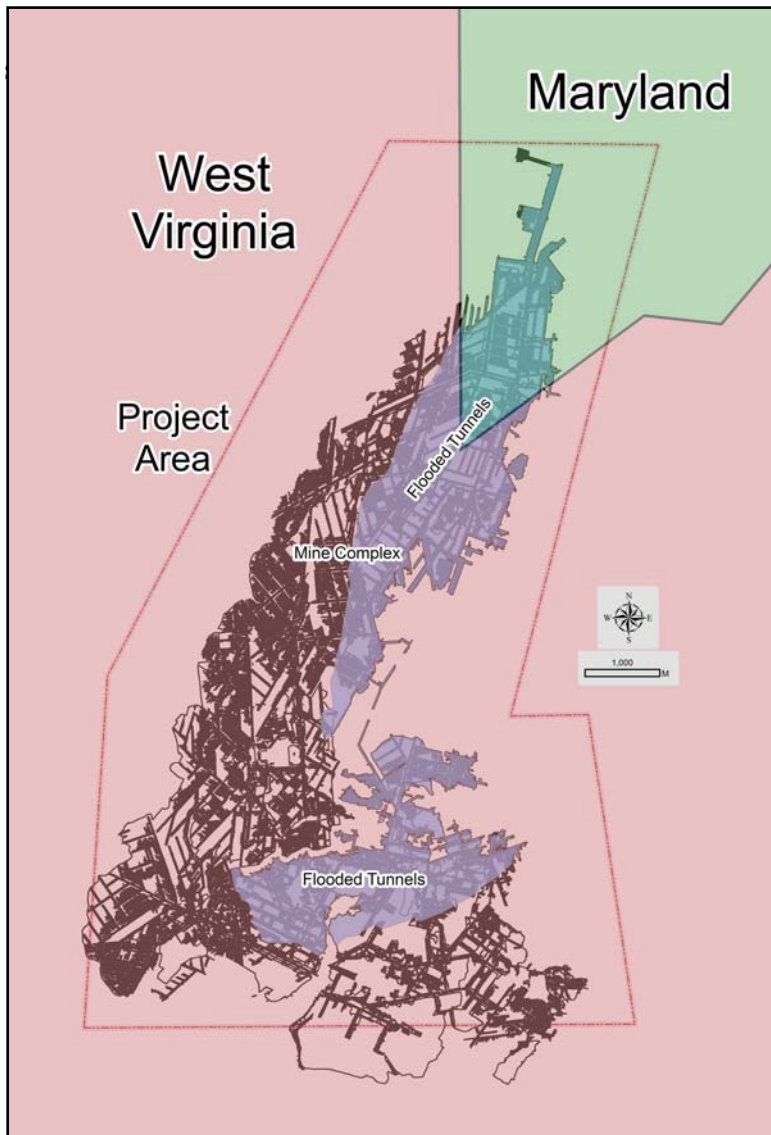 Maryland
West
Virginia
Project
Area
Flooded Tunnels
Mine Complex
N
W E
S
1,000
M
Flooded Tunnels